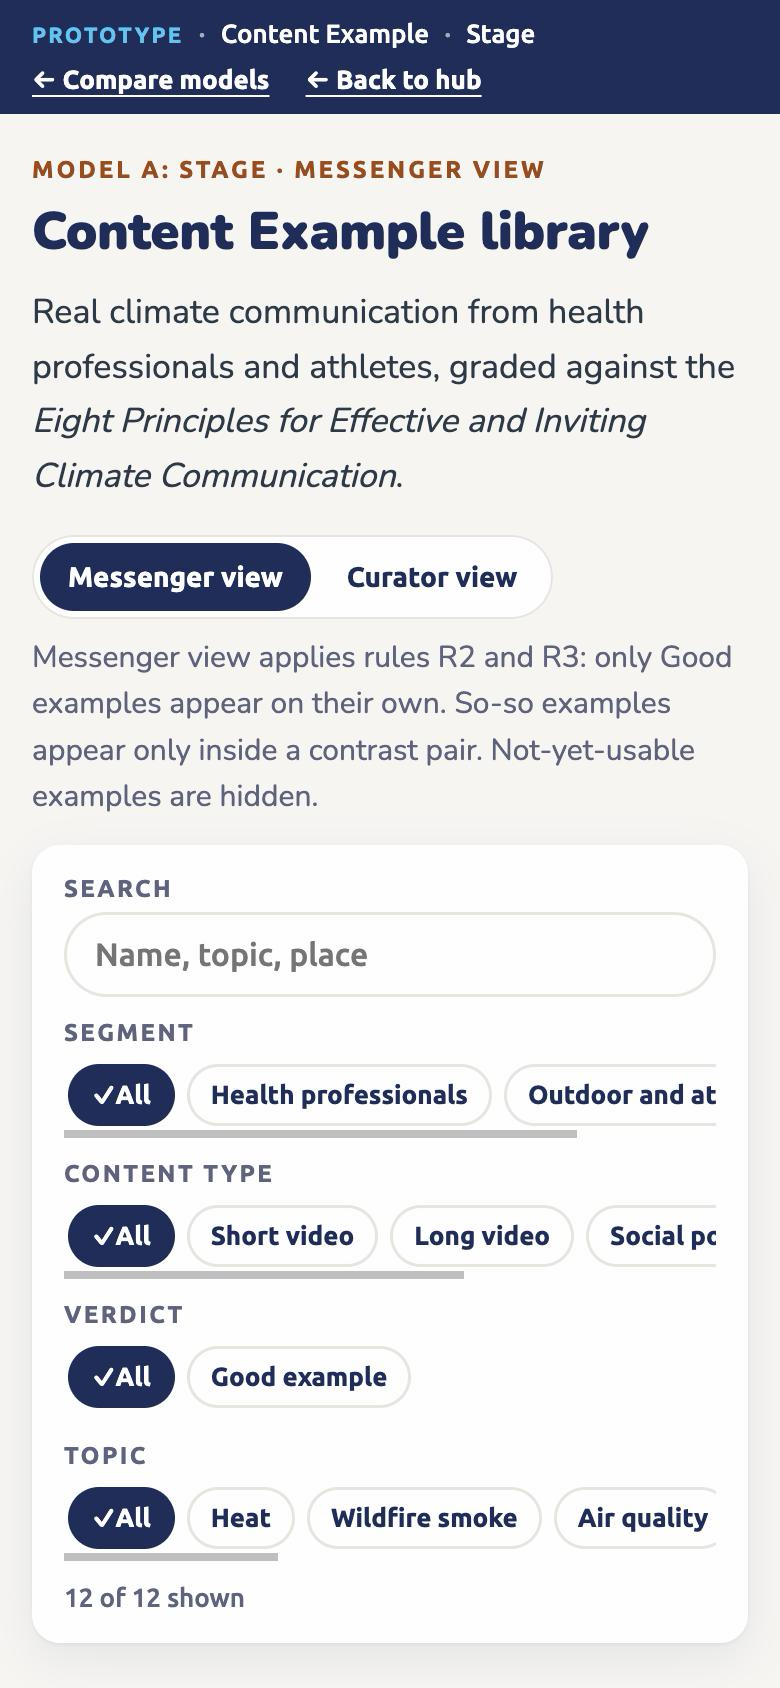 PROTOTYPE · Content Example · Stage
← Compare models ← Back to hub
MODEL A: STAGE · MESSENGER VIEW
Content Example library
Real climate communication from health
professionals and athletes, graded against the
Eight Principles for Effective and Inviting
Climate Communication.
Messenger view Curator view
Messenger view applies rules R2 and R3: only Good
examples appear on their own. So-so examples
appear only inside a contrast pair. Not-yet-usable
examples are hidden.
SEARCH
Name, topic, place
SEGMENT
✓All Health professionals Outdoor and at
CONTENT TYPE
✓All Short video Long video Social po
VERDICT
✓All Good example
TOPIC
✓All Heat Wildfire smoke Air quality
12 of 12 shown